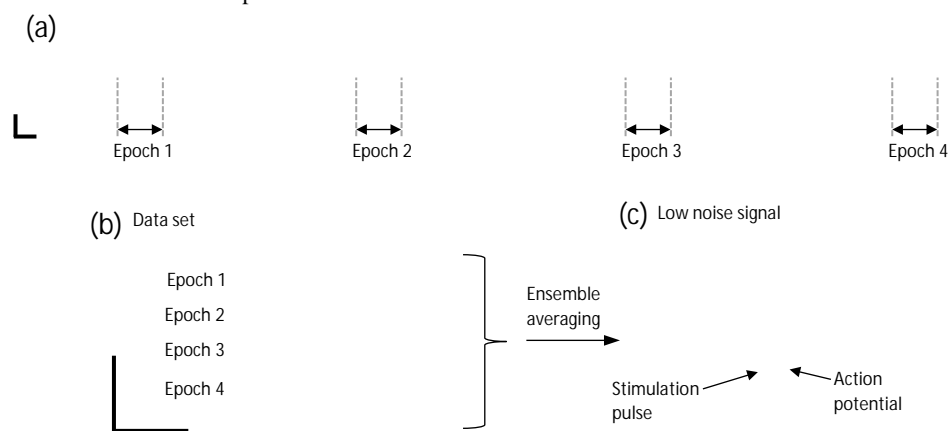 (a)
Epoch 1
Epoch 2
Epoch 3
Epoch 4
(b) Data set
(c) Low noise signal
Epoch 1
Epoch 2
Epoch 3
Epoch 4
Ensemble
averaging
Stimulation
pulse
Action
potential